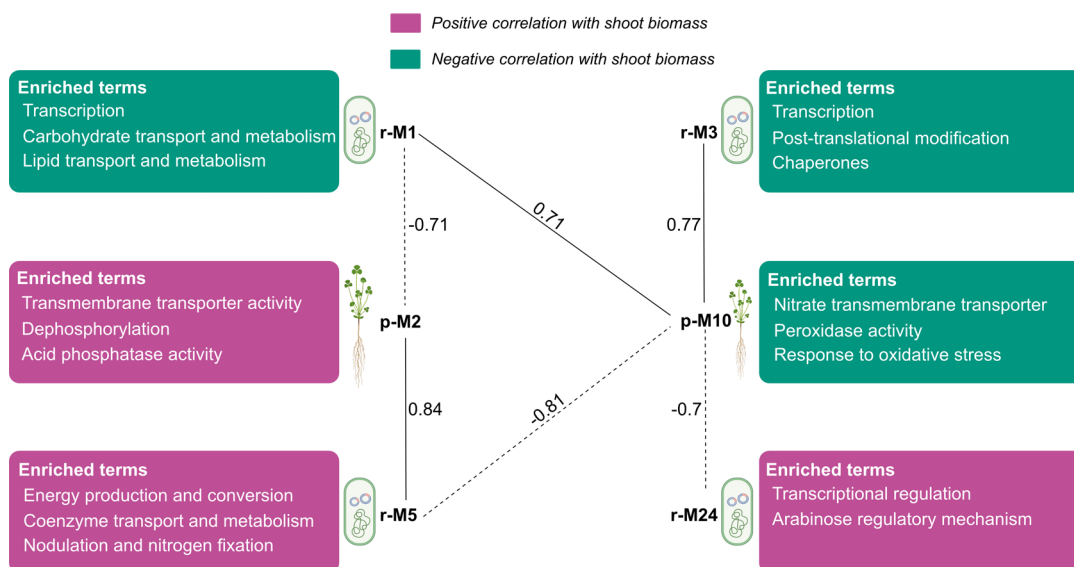 Positive correlation with shoot biomass
Negative correlation with shoot biomass
Enriched terms
Transcription
Carbohydrate transport and metabolism
Lipid transport and metabolism
r-M1
r-M3
Enriched terms
Transcription
Post-translational modification
Chaperones
-0.71
0.71
0.77
Enriched terms
Transmembrane transporter activity
Dephosphorylation
Acid phosphatase activity
p-M2
p-M10
Enriched terms
Nitrate transmembrane transporter
Peroxidase activity
Response to oxidative stress
0.84
-0.81
-0.7
Enriched terms
Energy production and conversion
Coenzyme transport and metabolism
Nodulation and nitrogen fixation
r-M5
r-M24
Enriched terms
Transcriptional regulation
Arabinose regulatory mechanism